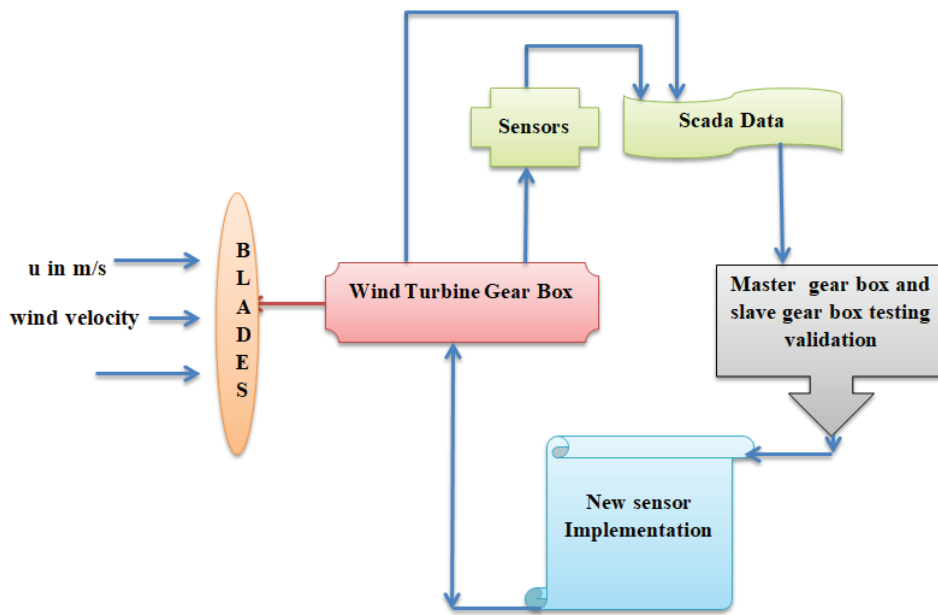 Sensors
Scada Data
u in m/s
wind velocity
BLADES
Wind Turbine Gear Box
Master gear box and
slave gear box testing
validation
New sensor
Implementation